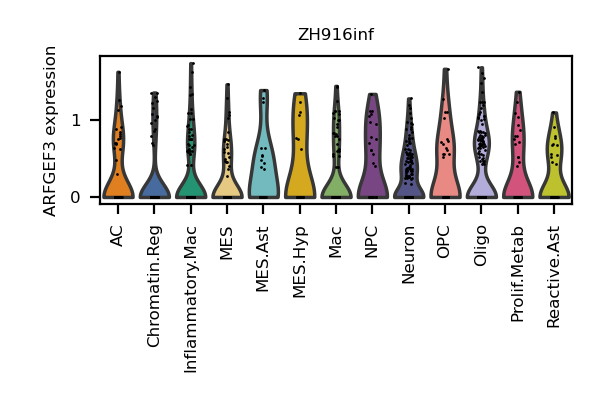 ZH916inf
ARFGEF3 expression
1
0
AC
Chromatin.Reg
Inflammatory.Mac
MES
MES.Ast
MES.Hyp
Mac
NPC
Neuron
OPC
Oligo
Prolif.Metab
Reactive.Ast